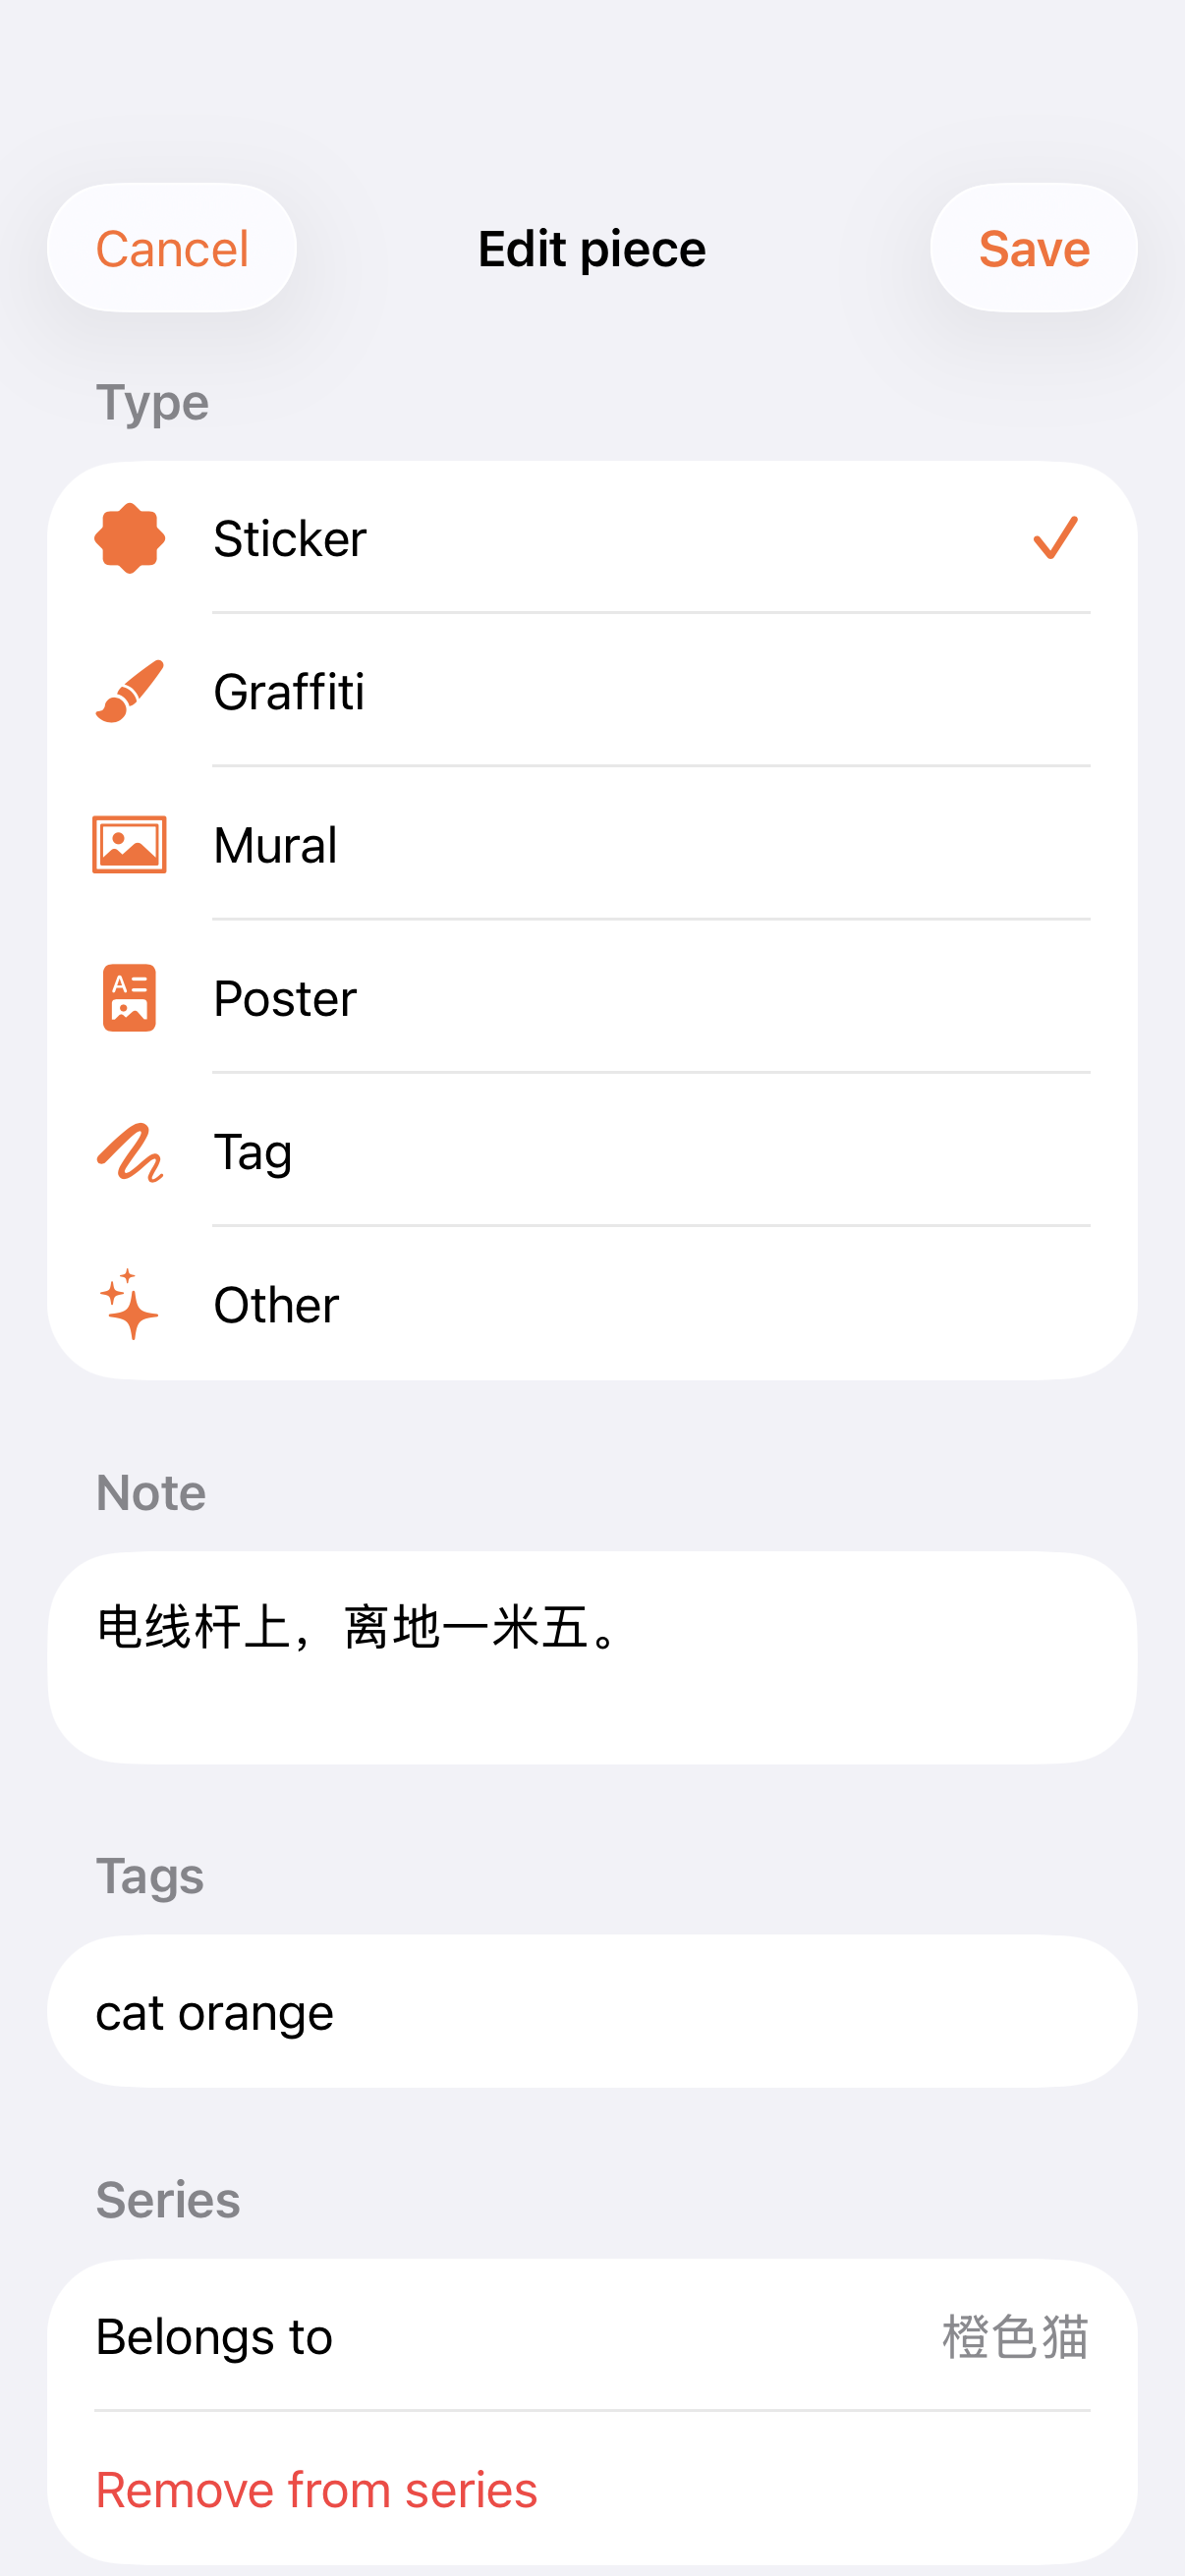 Cancel Edit piece Save
Type
Sticker
Graffiti
Mural
Poster
Tag
Other
Note
电线杆上，离地一米五。
Tags
cat orange
Series
Belongs to 橙色猫
Remove from series